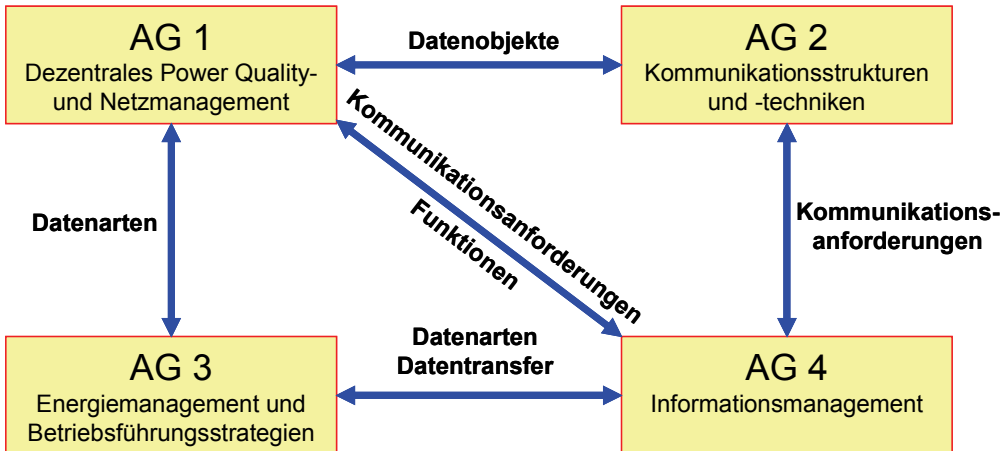 AG 1
Dezentrales Power Quality-
und Netzmanagement
Datenobjekte
AG 2
Kommunikationsstrukturen
und -techniken
Datenarten
Kommunikationsanforderungen
Funktionen
Kommunikations-
anforderungen
AG 3
Energiemanagement und
Betriebsführungsstrategien
Datenarten
Datentransfer
AG 4
Informationsmanagement